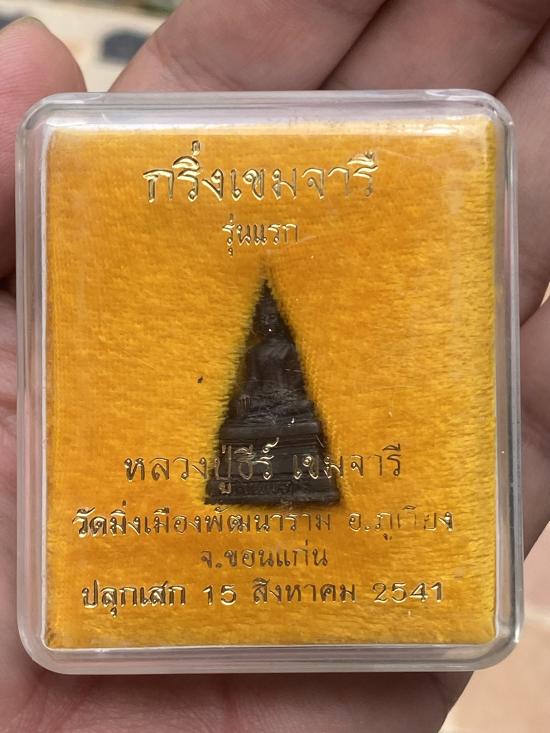 กริ่งเขมจารี
รุ่นแรก
หลวงปู่ธีร์ เขมจารี
วัดมิ่งเมืองพัฒนาราม อ.ภูเวียง
จ.ขอนแก่น
ปลุกเสก 15 สิงหาคม 2541